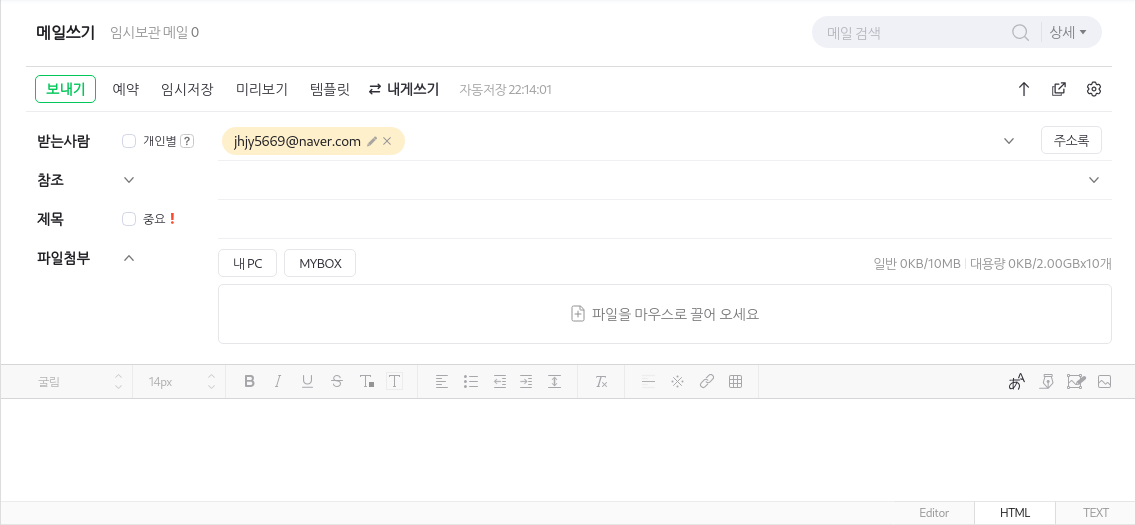 메일쓰기 임시보관 메일 0
메일 검색 상세
보내기 예약 임시저장 미리보기 템플릿 내게쓰기 자동저장 22:14:01
받는사람 개인별 ? jhjy5669@naver.com 주소록
참조
제목 중요 !
파일첨부 내 PC MYBOX 일반 0KB/10MB 대용량 0KB/2.00GBx10개
파일을 마우스로 끌어 오세요
굴림 14px B I U S T T Tx あA
Editor HTML TEXT